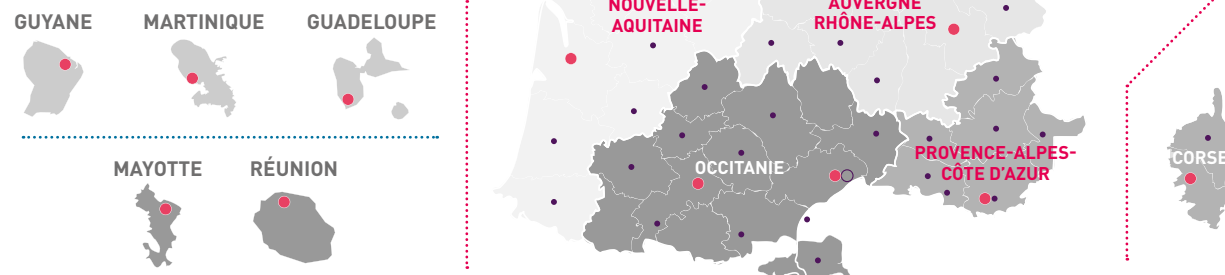 GUYANE
MARTINIQUE
GUADELOUPE
MAYOTTE
RÉUNION
NOUVELLE-
AQUITAINE
AUVERGNE
RHÔNE-ALPES
OCCITANIE
PROVENCE-ALPES-
CÔTE D'AZUR
CORSE